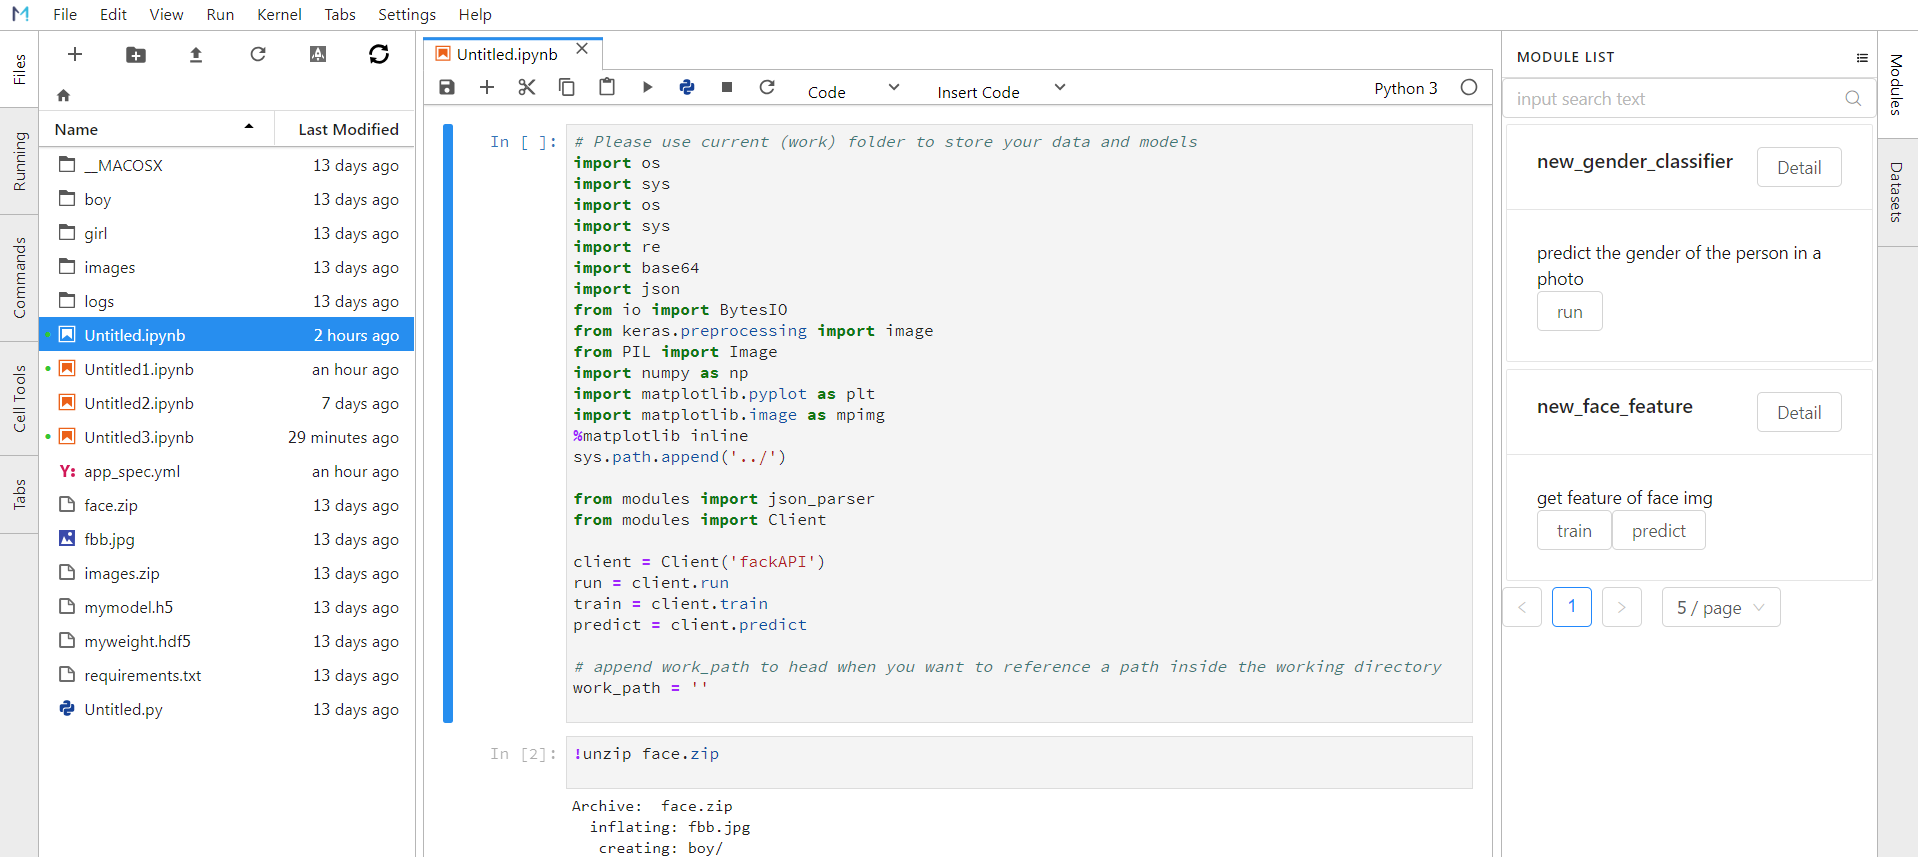 File Edit View Run Kernel Tabs Settings Help
Files
Running
Commands
Cell Tools
Tabs
Name Last Modified
__MACOSX 13 days ago
boy 13 days ago
girl 13 days ago
images 13 days ago
logs 13 days ago
Untitled.ipynb 2 hours ago
Untitled1.ipynb an hour ago
Untitled2.ipynb 7 days ago
Untitled3.ipynb 29 minutes ago
Y: app_spec.yml an hour ago
face.zip 13 days ago
fbb.jpg 13 days ago
images.zip 13 days ago
mymodel.h5 13 days ago
myweight.hdf5 13 days ago
requirements.txt 13 days ago
Untitled.py 13 days ago
Untitled.ipynb
Code Insert Code Python 3
In [ ]: # Please use current (work) folder to store your data and models
import os
import sys
import os
import sys
import re
import base64
import json
from io import BytesIO
from keras.preprocessing import image
from PIL import Image
import numpy as np
import matplotlib.pyplot as plt
import matplotlib.image as mpimg
%matplotlib inline
sys.path.append('../')
from modules import json_parser
from modules import Client
client = Client('fackAPI')
run = client.run
train = client.train
predict = client.predict
# append work_path to head when you want to reference a path inside the working directory
work_path = ''
In [2]: !unzip face.zip
Archive:  face.zip
inflating: fbb.jpg
creating: boy/
MODULE LIST
input search text
new_gender_classifier Detail
predict the gender of the person in a
photo
run
new_face_feature Detail
get feature of face img
train predict
< 1 > 5 / page
Modules
Datasets